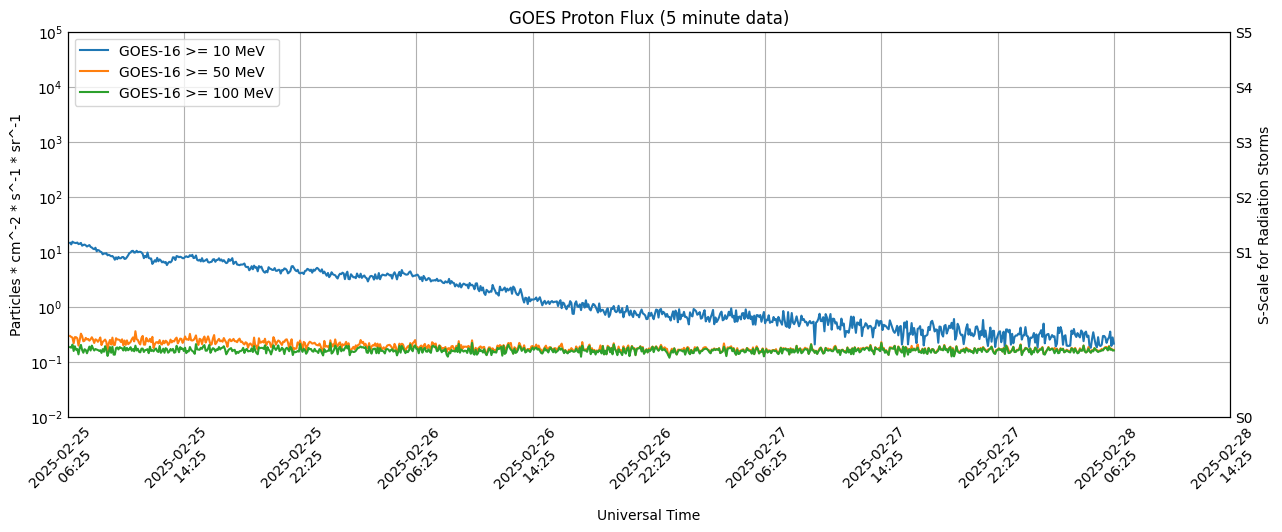 GOES Proton Flux (5 minute data)
GOES-16 >= 10 MeV
GOES-16 >= 50 MeV
GOES-16 >= 100 MeV
Particles * cm^-2 * s^-1 * sr^-1
10^5
10^4
10^3
10^2
10^1
10^0
10^-1
10^-2
S5
S4
S3
S2
S1
S0
S-Scale for Radiation Storms
2025-02-25
06:25
2025-02-25
14:25
2025-02-25
22:25
2025-02-26
06:25
2025-02-26
14:25
2025-02-26
22:25
2025-02-27
06:25
2025-02-27
14:25
2025-02-27
22:25
2025-02-28
06:25
2025-02-28
14:25
Universal Time